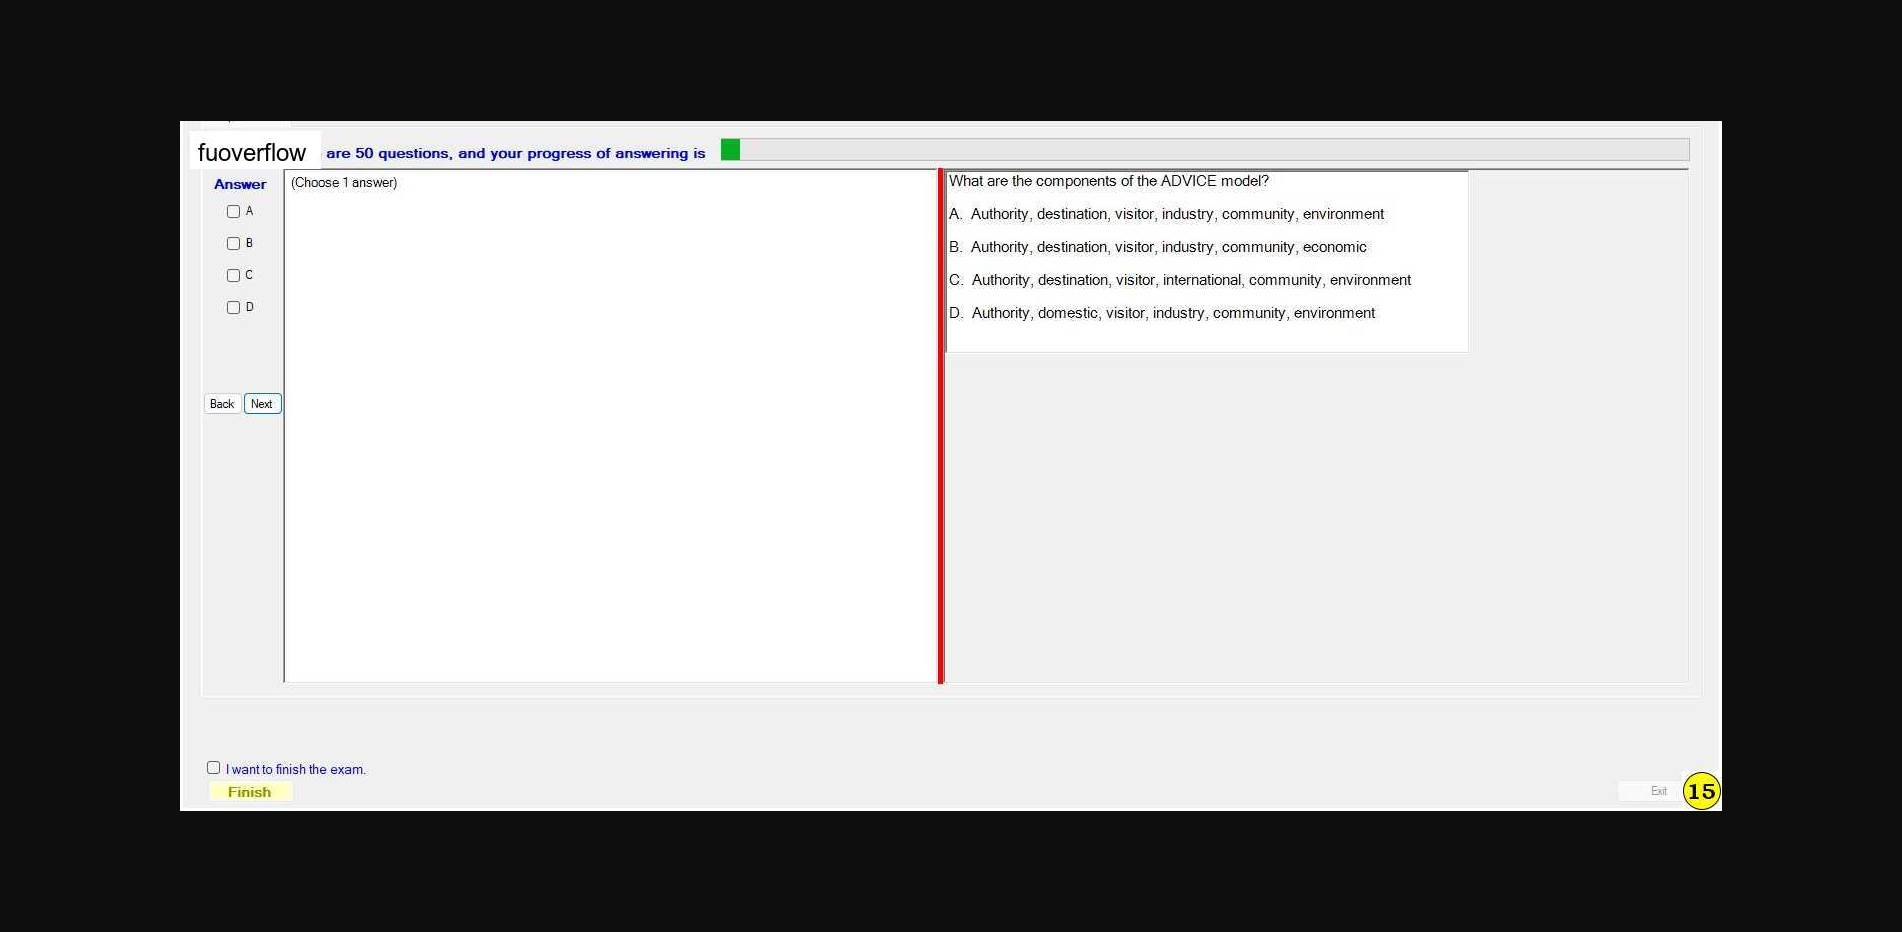 fuoverflow are 50 questions, and your progress of answering is
Answer
A
B
C
D
Back Next
(Choose 1 answer)
What are the components of the ADVICE model?
A. Authority, destination, visitor, industry, community, environment
B. Authority, destination, visitor, industry, community, economic
C. Authority, destination, visitor, international, community, environment
D. Authority, domestic, visitor, industry, community, environment
I want to finish the exam.
Finish
Exit
15